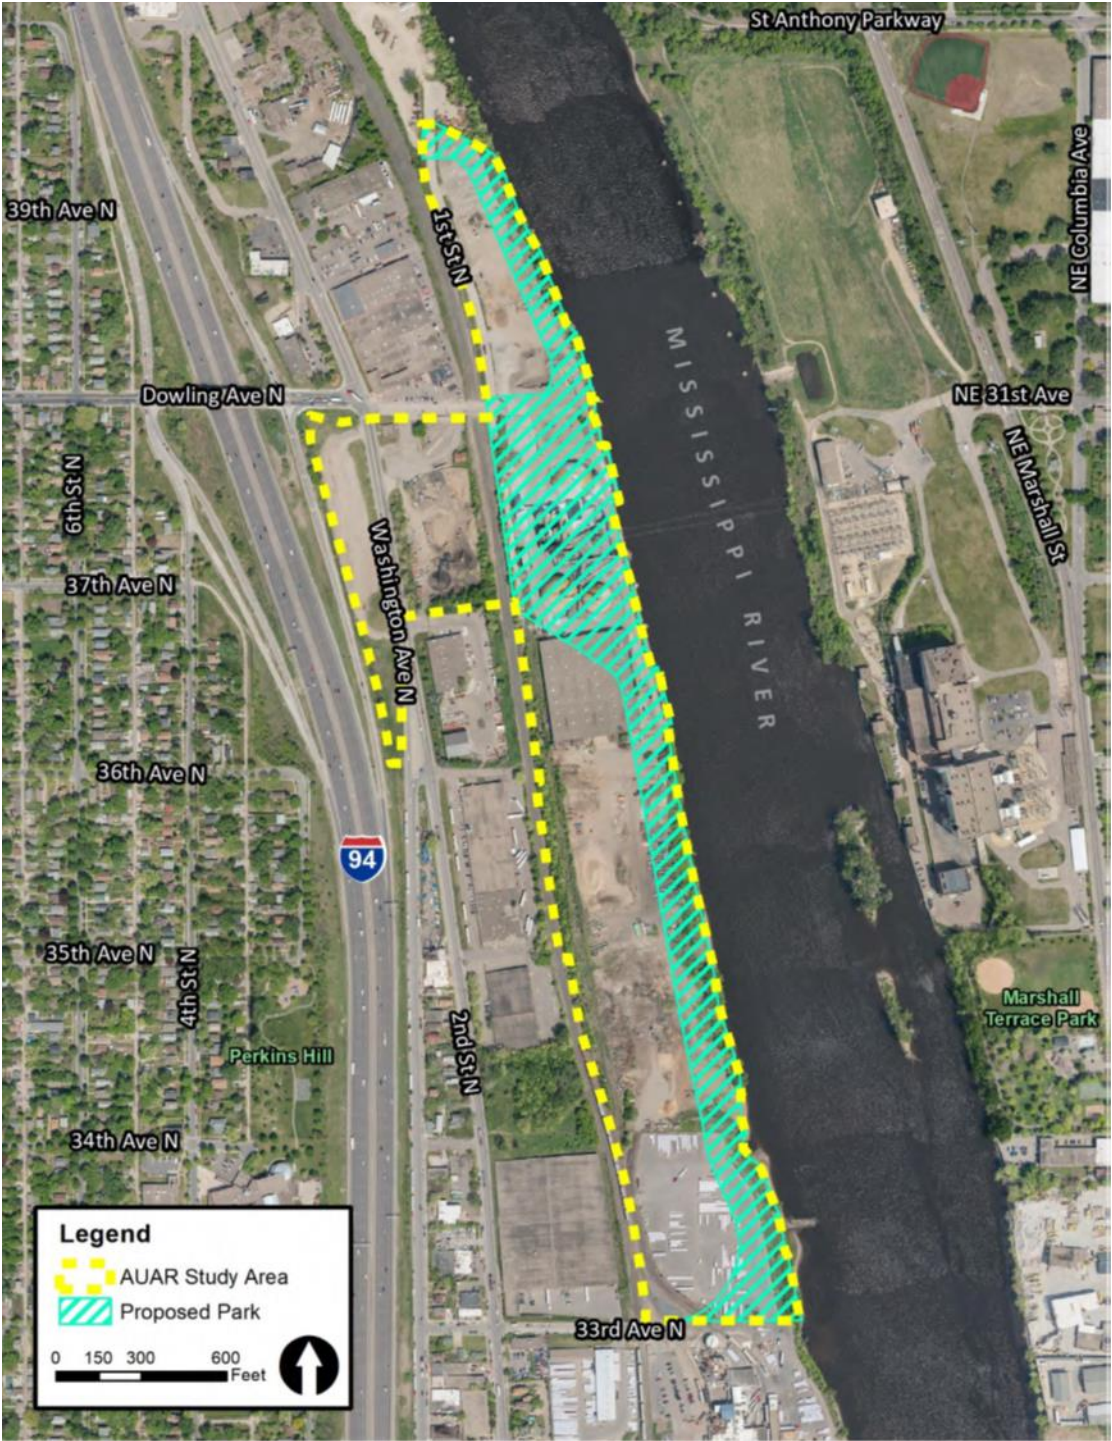 St Anthony Parkway
NE Columbia Ave
39th Ave N
1st St N
MISSISSIPPI RIVER
Dowling Ave N
NE 31st Ave
6th St N
NE Marshall St
37th Ave N
Washington Ave N
36th Ave N
94
35th Ave N
4th St N
Marshall
Terrace Park
2nd St N
Perkins Hill
34th Ave N
33rd Ave N
Legend
AUAR Study Area
Proposed Park
0 150 300 600
Feet